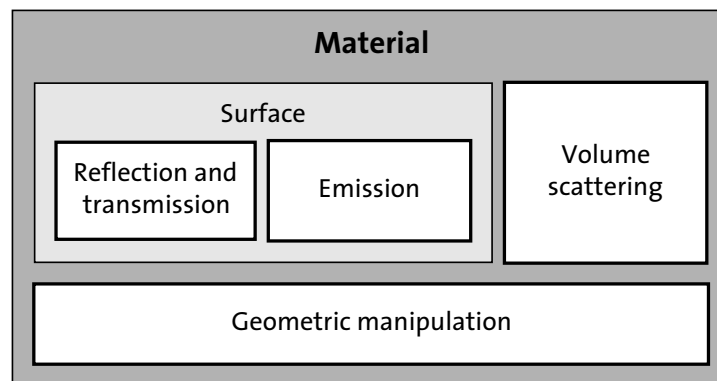 Material
Surface
Reflection and
transmission
Emission
Volume
scattering
Geometric manipulation